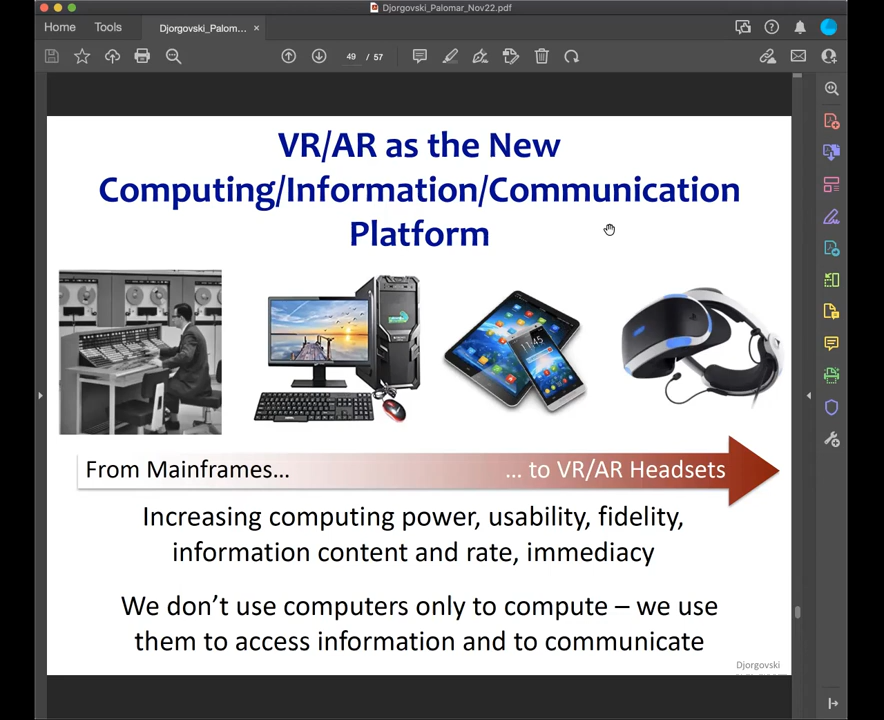 Djorgovski_Palomar_Nov22.pdf
Home Tools Djorgovski_Palom... ×
49 / 57
VR/AR as the New
Computing/Information/Communication
Platform
11:45
From Mainframes... ... to VR/AR Headsets
Increasing computing power, usability, fidelity,
information content and rate, immediacy
We don’t use computers only to compute – we use
them to access information and to communicate
Djorgovski